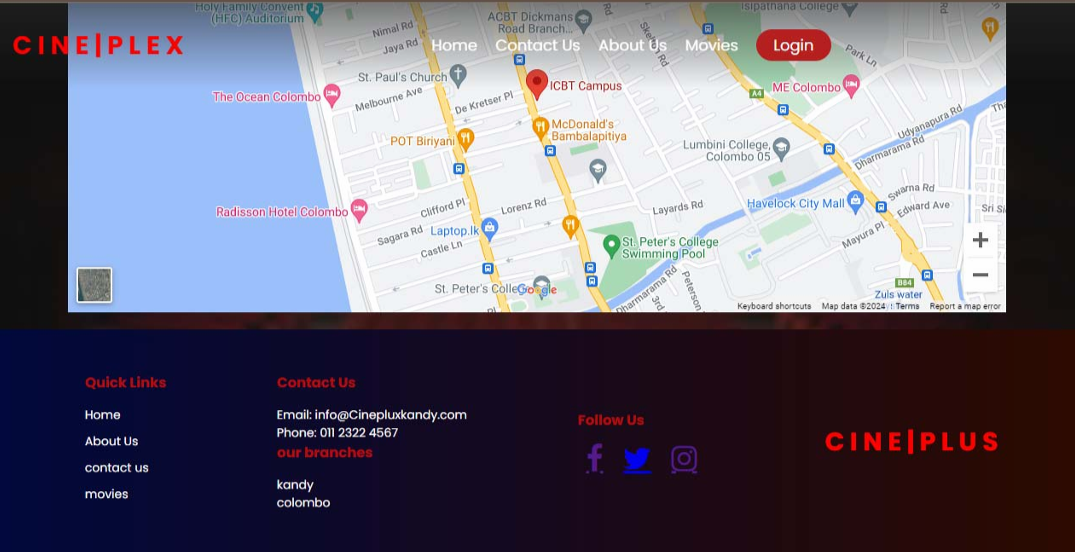 Holy Family Convent
(HFC) Auditorium
ACBT Dickmans
Road Branch...
Isipathana College
Nimal Rd
Jaya Rd
CINE|PLEX
Home
Contact Us
About Us
Movies
Login
Park Ln
St. Paul's Church
ICBT Campus
ME Colombo
A4
The Ocean Colombo
Melbourne Ave
De Kretser Pl
McDonald's
Bambalapitiya
POT Biriyani
Udyanapura Rd
Lumbini College,
Colombo 05
Dharmarama Rd
Radisson Hotel Colombo
Clifford Pl
Lorenz Rd
Layards Rd
Havelock City Mall
Swarna Rd
Edward Ave
Sagara Rd
Laptop.lk
Castle Ln
Mayura Pl
St. Peter's College
Swimming Pool
St. Peter's Colle
Google
Dharmarama Rd
3rd
B84
Zuls water
Keyboard shortcuts
Map data ©2024
Terms
Report a map error
Quick Links
Home
About Us
contact us
movies
Contact Us
Email: info@Cinepluxkandy.com
Phone: 011 2322 4567
our branches
kandy
colombo
Follow Us
CINE|PLUS